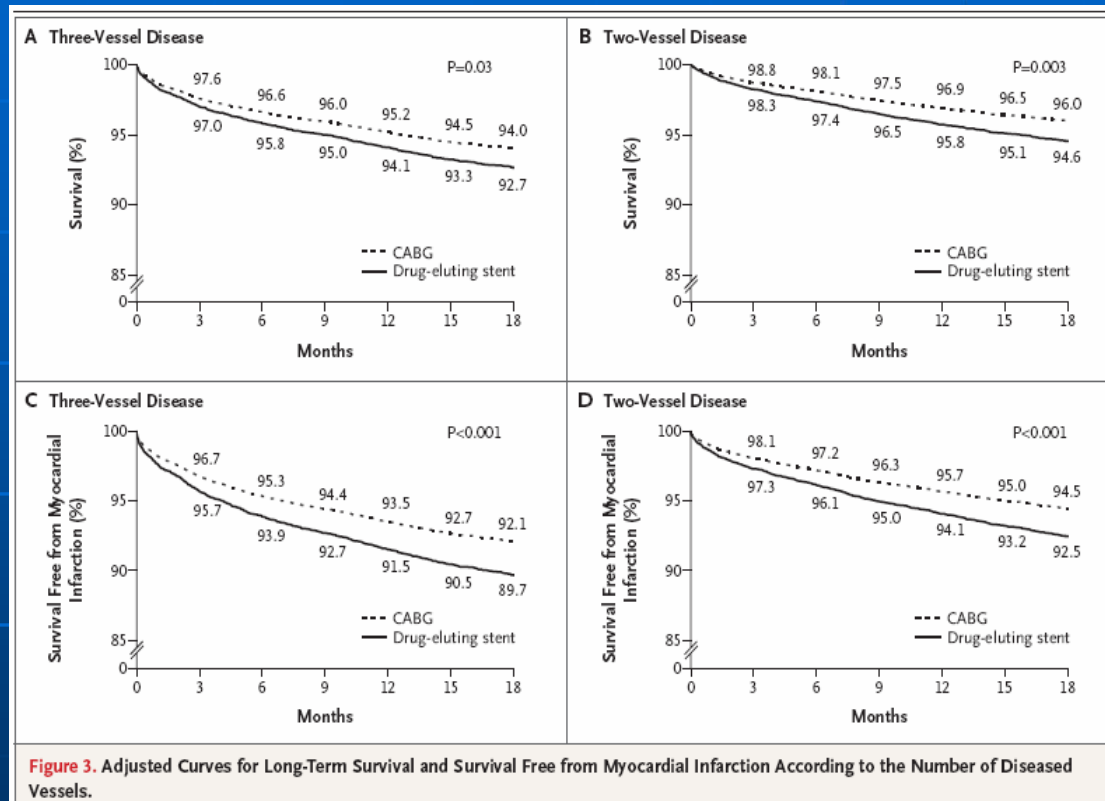 A Three-Vessel Disease
100
95
90
85
0
Survival (%)
P=0.03
97.6 96.6 96.0 95.2 94.5 94.0
97.0 95.8 95.0 94.1 93.3 92.7
CABG
Drug-eluting stent
0 3 6 9 12 15 18
Months
B Two-Vessel Disease
100
95
90
85
0
Survival (%)
P=0.003
98.8 98.1 97.5 96.9 96.5 96.0
98.3 97.4 96.5 95.8 95.1 94.6
CABG
Drug-eluting stent
0 3 6 9 12 15 18
Months
C Three-Vessel Disease
100
95
90
85
0
Survival Free from Myocardial
Infarction (%)
P<0.001
96.7 95.3 94.4 93.5 92.7 92.1
95.7 93.9 92.7 91.5 90.5 89.7
CABG
Drug-eluting stent
0 3 6 9 12 15 18
Months
D Two-Vessel Disease
100
95
90
85
0
Survival Free from Myocardial
Infarction (%)
P<0.001
98.1 97.2 96.3 95.7 95.0 94.5
97.3 96.1 95.0 94.1 93.2 92.5
CABG
Drug-eluting stent
0 3 6 9 12 15 18
Months
Figure 3. Adjusted Curves for Long-Term Survival and Survival Free from Myocardial Infarction According to the Number of Diseased
Vessels.